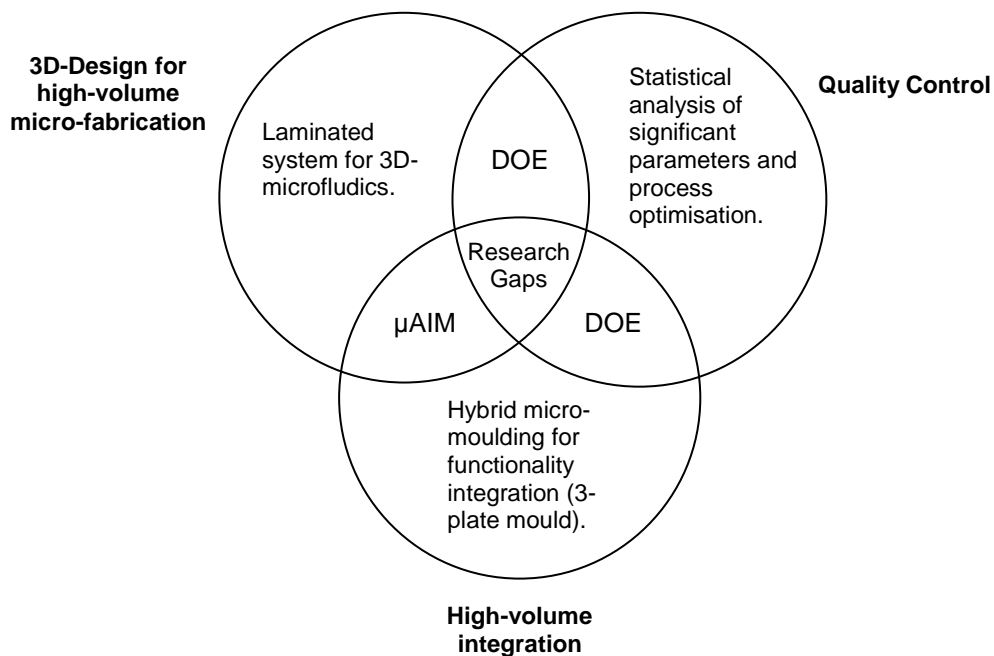 3D-Design for
high-volume
micro-fabrication
Laminated
system for 3D-
microfludics.
DOE
Statistical
analysis of
significant
parameters and
process
optimisation.
Quality Control
Research
Gaps
µAIM
DOE
Hybrid micro-
moulding for
functionality
integration (3-
plate mould).
High-volume
integration